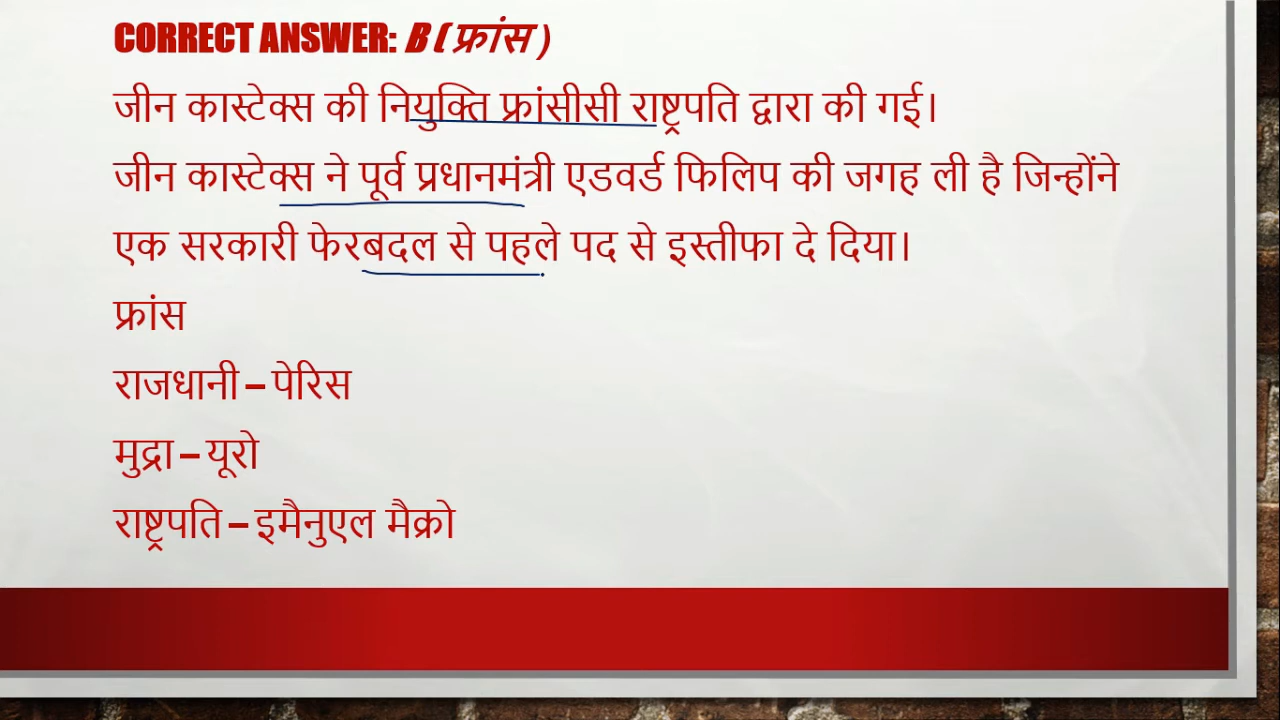 CORRECT ANSWER: B ( फ्रांस )
जीन कास्टेक्स की नियुक्ति फ्रांसीसी राष्ट्रपति द्वारा की गई।
जीन कास्टेक्स ने पूर्व प्रधानमंत्री एडवर्ड फिलिप की जगह ली है जिन्होंने
एक सरकारी फेरबदल से पहले पद से इस्तीफा दे दिया।
फ्रांस
राजधानी – पेरिस
मुद्रा – यूरो
राष्ट्रपति – इमैनुएल मैक्रो